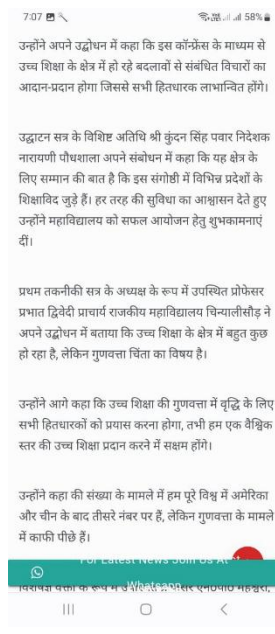 7:07
58%
उन्होंने अपने उद्बोधन में कहा कि इस कॉन्फ्रेंस के माध्यम से
उच्च शिक्षा के क्षेत्र में हो रहे बदलावों से संबंधित विचारों का
आदान-प्रदान होगा जिससे सभी हितधारक लाभान्वित होंगे।
उद्घाटन सत्र के विशिष्ट अतिथि श्री कुंदन सिंह पवार निदेशक
नारायणी पौधशाला अपने संबोधन में कहा कि यह क्षेत्र के
लिए सम्मान की बात है कि इस संगोष्ठी में विभिन्न प्रदेशों के
शिक्षाविद जुड़े हैं। हर तरह की सुविधा का आश्वासन देते हुए
उन्होंने महाविद्यालय को सफल आयोजन हेतु शुभकामनाएं
दीं।
प्रथम तकनीकी सत्र के अध्यक्ष के रूप में उपस्थित प्रोफेसर
प्रभात द्विवेदी प्राचार्य राजकीय महाविद्यालय चिन्यालीसौड़ ने
अपने उद्बोधन में बताया कि उच्च शिक्षा के क्षेत्र में बहुत कुछ
हो रहा है, लेकिन गुणवत्ता चिंता का विषय है।
उन्होंने आगे कहा कि उच्च शिक्षा की गुणवत्ता में वृद्धि के लिए
सभी हितधारकों को प्रयास करना होगा, तभी हम एक वैश्विक
स्तर की उच्च शिक्षा प्रदान करने में सक्षम होंगे।
उन्होंने कहा की संख्या के मामले में हम पूरे विश्व में अमेरिका
और चीन के बाद तीसरे नंबर पर हैं, लेकिन गुणवत्ता के मामले
में काफी पीछे हैं।
For Latest News Join Us At
Whatsapp